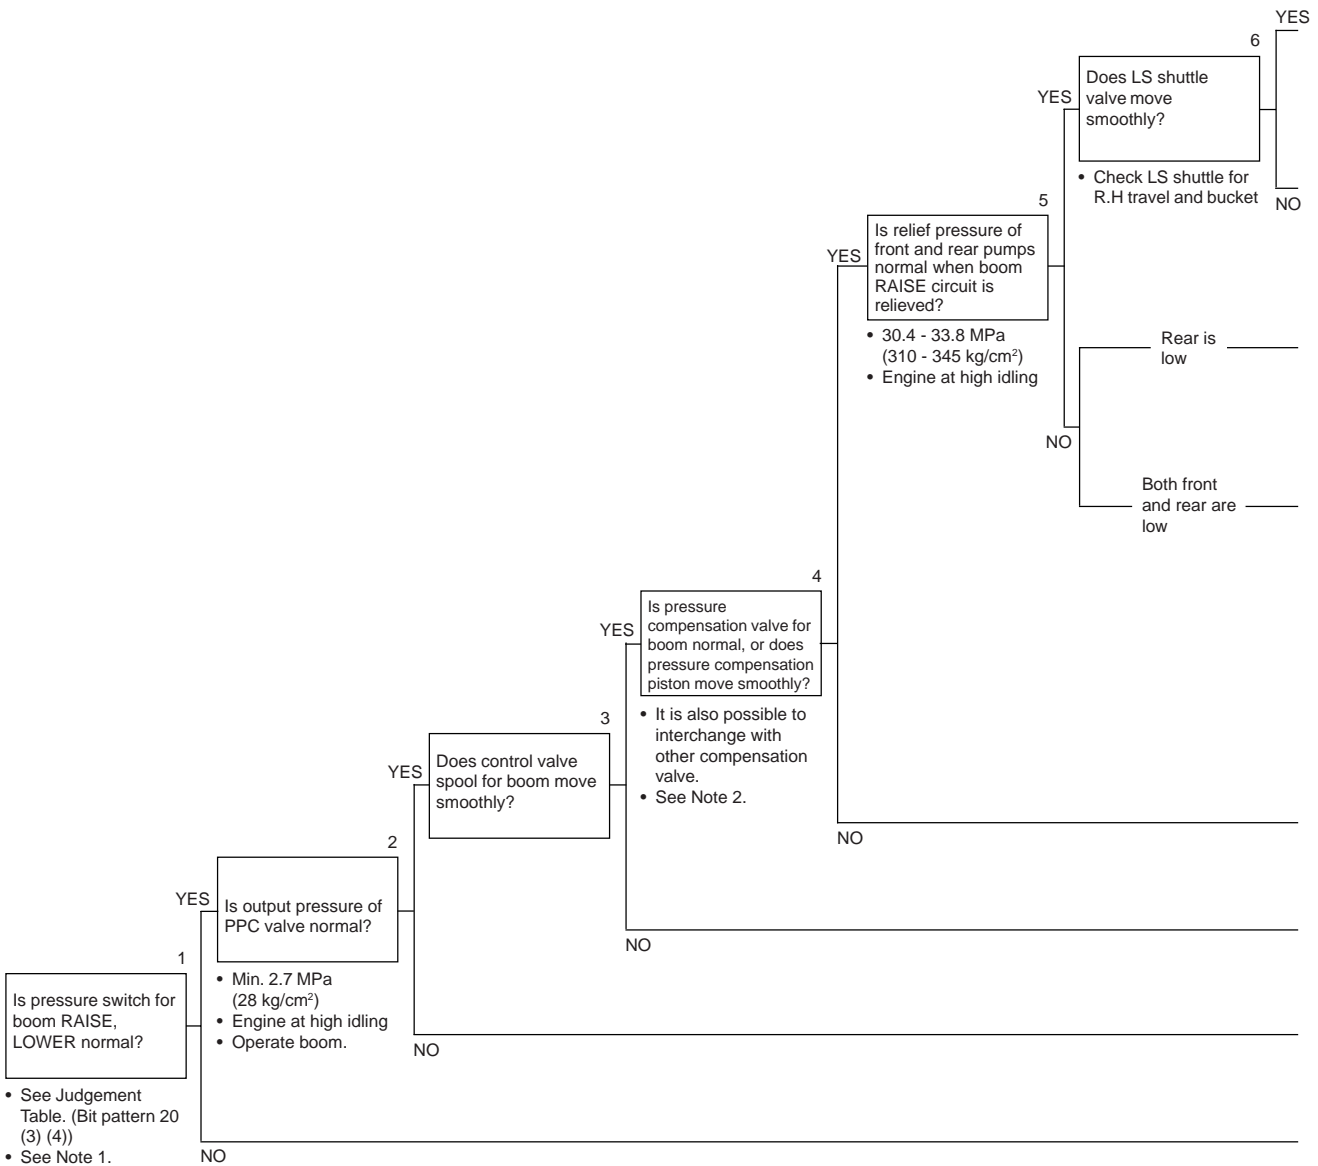 YES
6
Does LS shuttle
valve move
smoothly?
YES
• Check LS shuttle for
R.H travel and bucket
NO
5
Is relief pressure of
front and rear pumps
normal when boom
RAISE circuit is
relieved?
YES
• 30.4 - 33.8 MPa
(310 - 345 kg/cm²)
• Engine at high idling
Rear is
low
NO
Both front
and rear are
low
4
Is pressure
compensation valve for
boom normal, or does
pressure compensation
piston move smoothly?
YES
• It is also possible to
interchange with
other compensation
valve.
• See Note 2.
NO
3
Does control valve
spool for boom move
smoothly?
YES
NO
2
Is output pressure of
PPC valve normal?
YES
• Min. 2.7 MPa
(28 kg/cm²)
• Engine at high idling
• Operate boom.
NO
1
Is pressure switch for
boom RAISE,
LOWER normal?
• See Judgement
Table. (Bit pattern 20
(3) (4))
• See Note 1.
NO